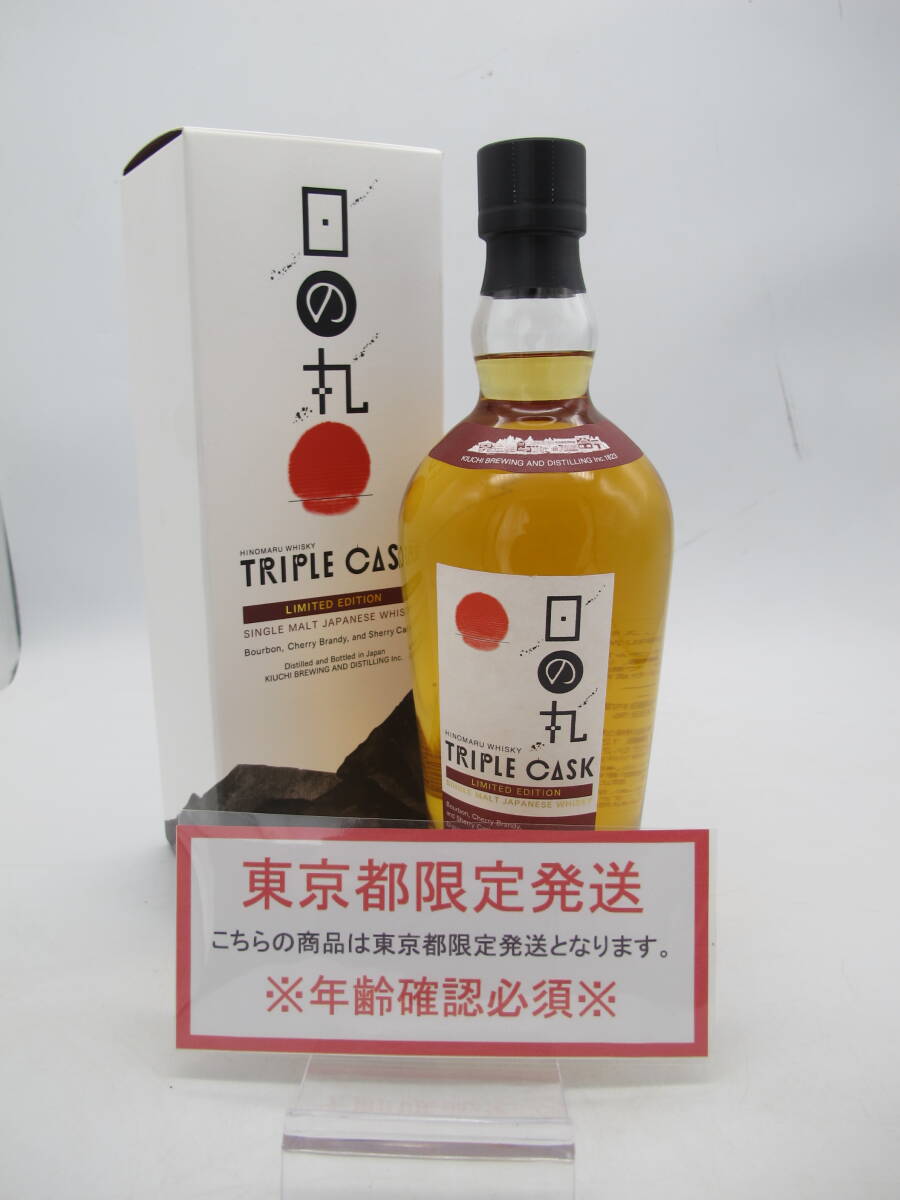 日の丸
HINOMARU WHISKY
TRIPLE CAS
LIMITED EDITION
SINGLE MALT JAPANESE WHIS
Bourbon, Cherry Brandy, and Sherry Ca
Distilled and Bottled in Japan
KIUCHI BREWING AND DISTILLING Inc.
KIUCHI BREWING AND DISTILLING Inc. 1823
日の丸
HINOMARU WHISKY
TRIPLE CASK
LIMITED EDITION
SINGLE MALT JAPANESE WHISKY
Bourbon, Cherry Brandy,
and Sherry
東京都限定発送
こちらの商品は東京都限定発送となります。
※年齢確認必須※